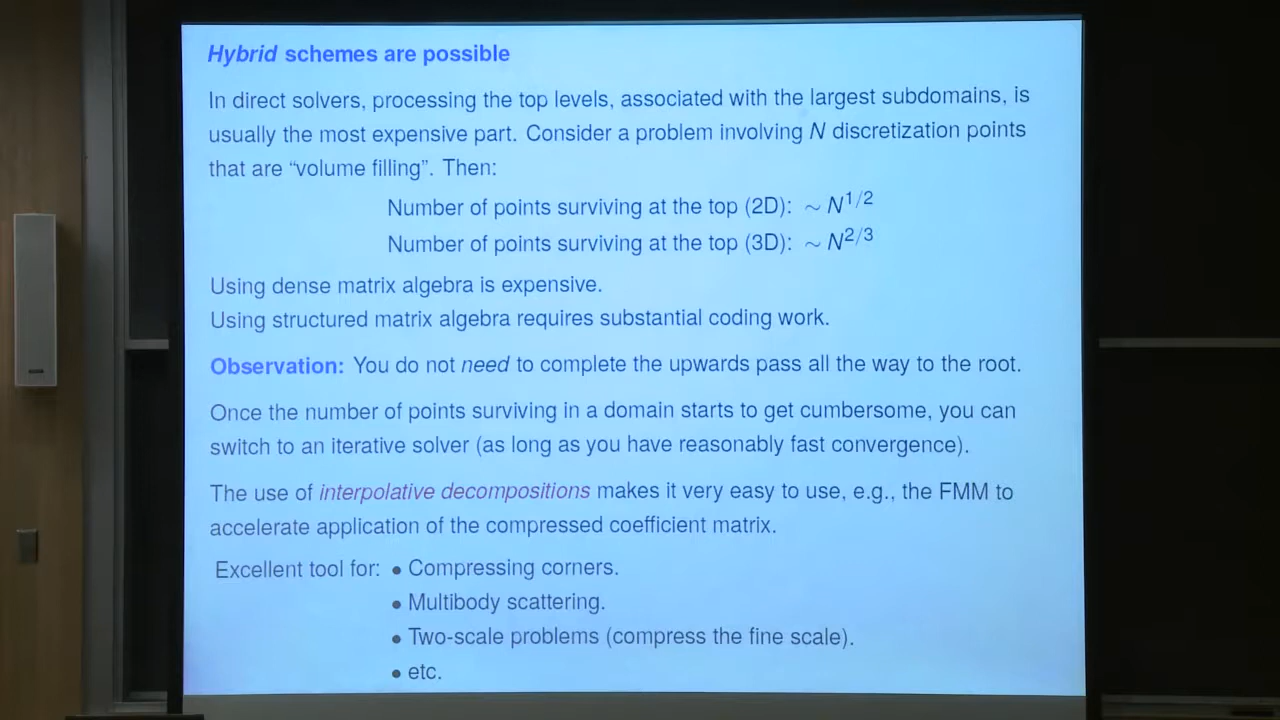 Hybrid schemes are possible
In direct solvers, processing the top levels, associated with the largest subdomains, is
usually the most expensive part. Consider a problem involving N discretization points
that are “volume filling”. Then:
Number of points surviving at the top (2D): ∼ N^{1/2}
Number of points surviving at the top (3D): ∼ N^{2/3}
Using dense matrix algebra is expensive.
Using structured matrix algebra requires substantial coding work.
Observation: You do not need to complete the upwards pass all the way to the root.
Once the number of points surviving in a domain starts to get cumbersome, you can
switch to an iterative solver (as long as you have reasonably fast convergence).
The use of interpolative decompositions makes it very easy to use, e.g., the FMM to
accelerate application of the compressed coefficient matrix.
Excellent tool for: • Compressing corners.
• Multibody scattering.
• Two-scale problems (compress the fine scale).
• etc.